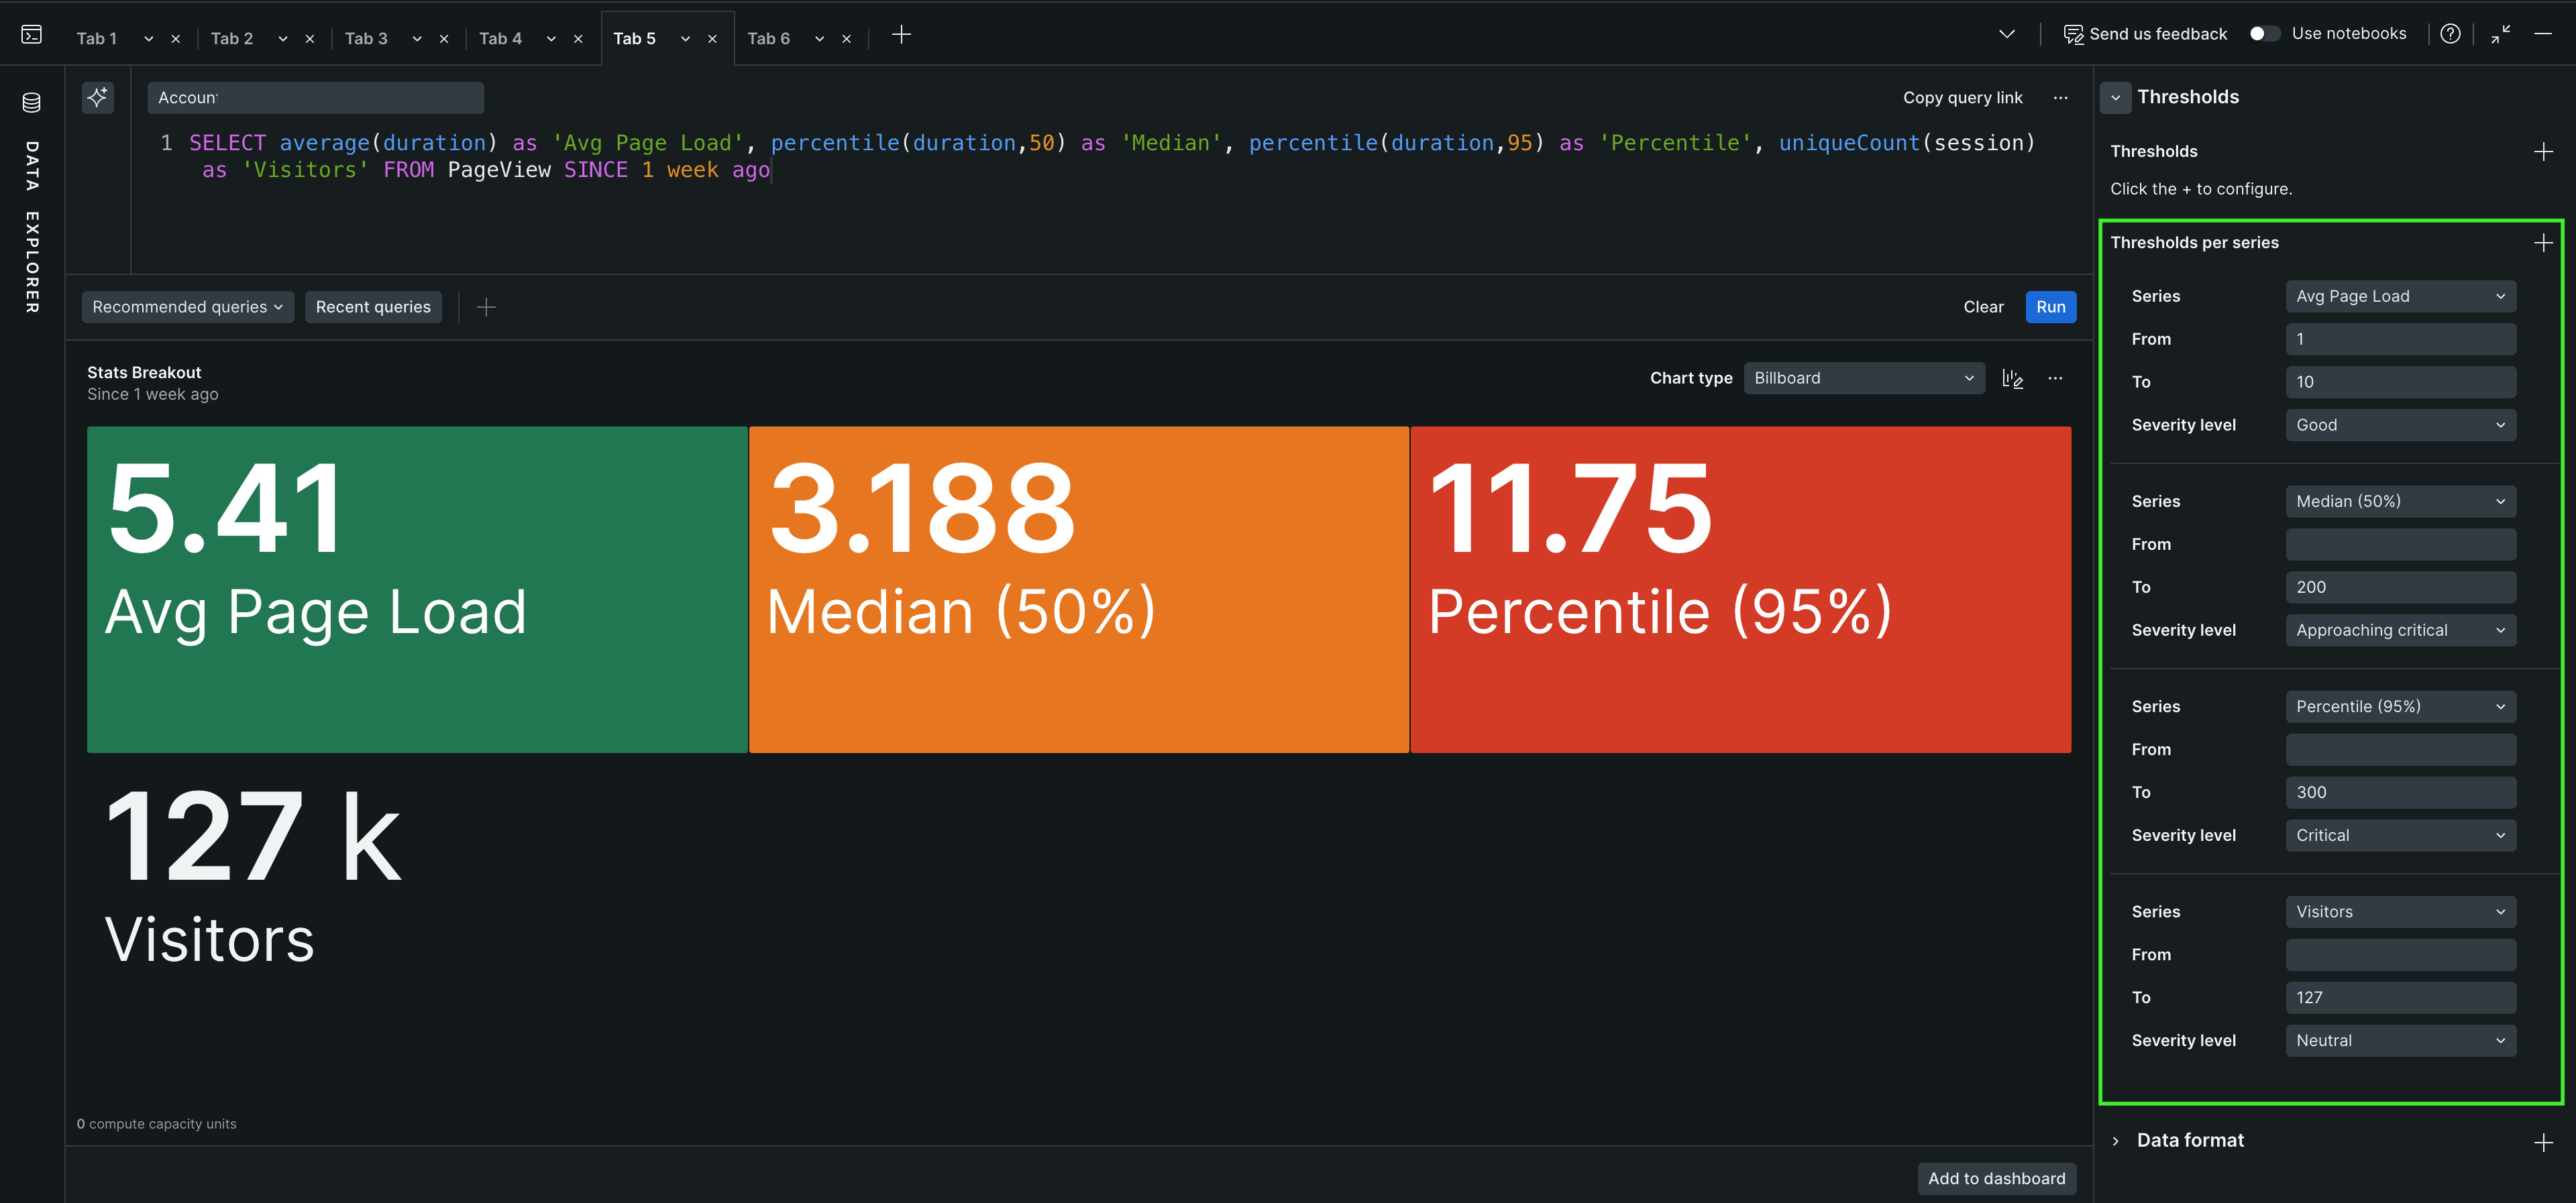 Tab 1
Tab 2
Tab 3
Tab 4
Tab 5
Tab 6
Send us feedback
Use notebooks
DATA EXPLORER
Account
Copy query link
1 SELECT average(duration) as 'Avg Page Load', percentile(duration,50) as 'Median', percentile(duration,95) as 'Percentile', uniqueCount(session)
as 'Visitors' FROM PageView SINCE 1 week ago
Recommended queries
Recent queries
Clear
Run
Stats Breakout
Since 1 week ago
Chart type
Billboard
5.41
Avg Page Load
3.188
Median (50%)
11.75
Percentile (95%)
127 k
Visitors
0 compute capacity units
Add to dashboard
Thresholds
Thresholds
Click the + to configure.
Thresholds per series
Series Avg Page Load
From 1
To 10
Severity level Good
Series Median (50%)
From
To 200
Severity level Approaching critical
Series Percentile (95%)
From
To 300
Severity level Critical
Series Visitors
From
To 127
Severity level Neutral
Data format